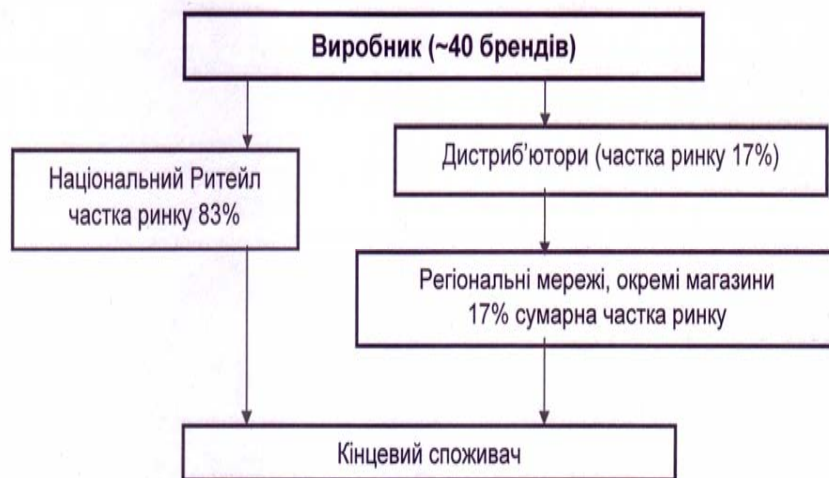 Виробник (~40 брендів)
Національний Ритейл
частка ринку 83%
Дистриб’ютори (частка ринку 17%)
Регіональні мережі, окремі магазини
17% сумарна частка ринку
Кінцевий споживач